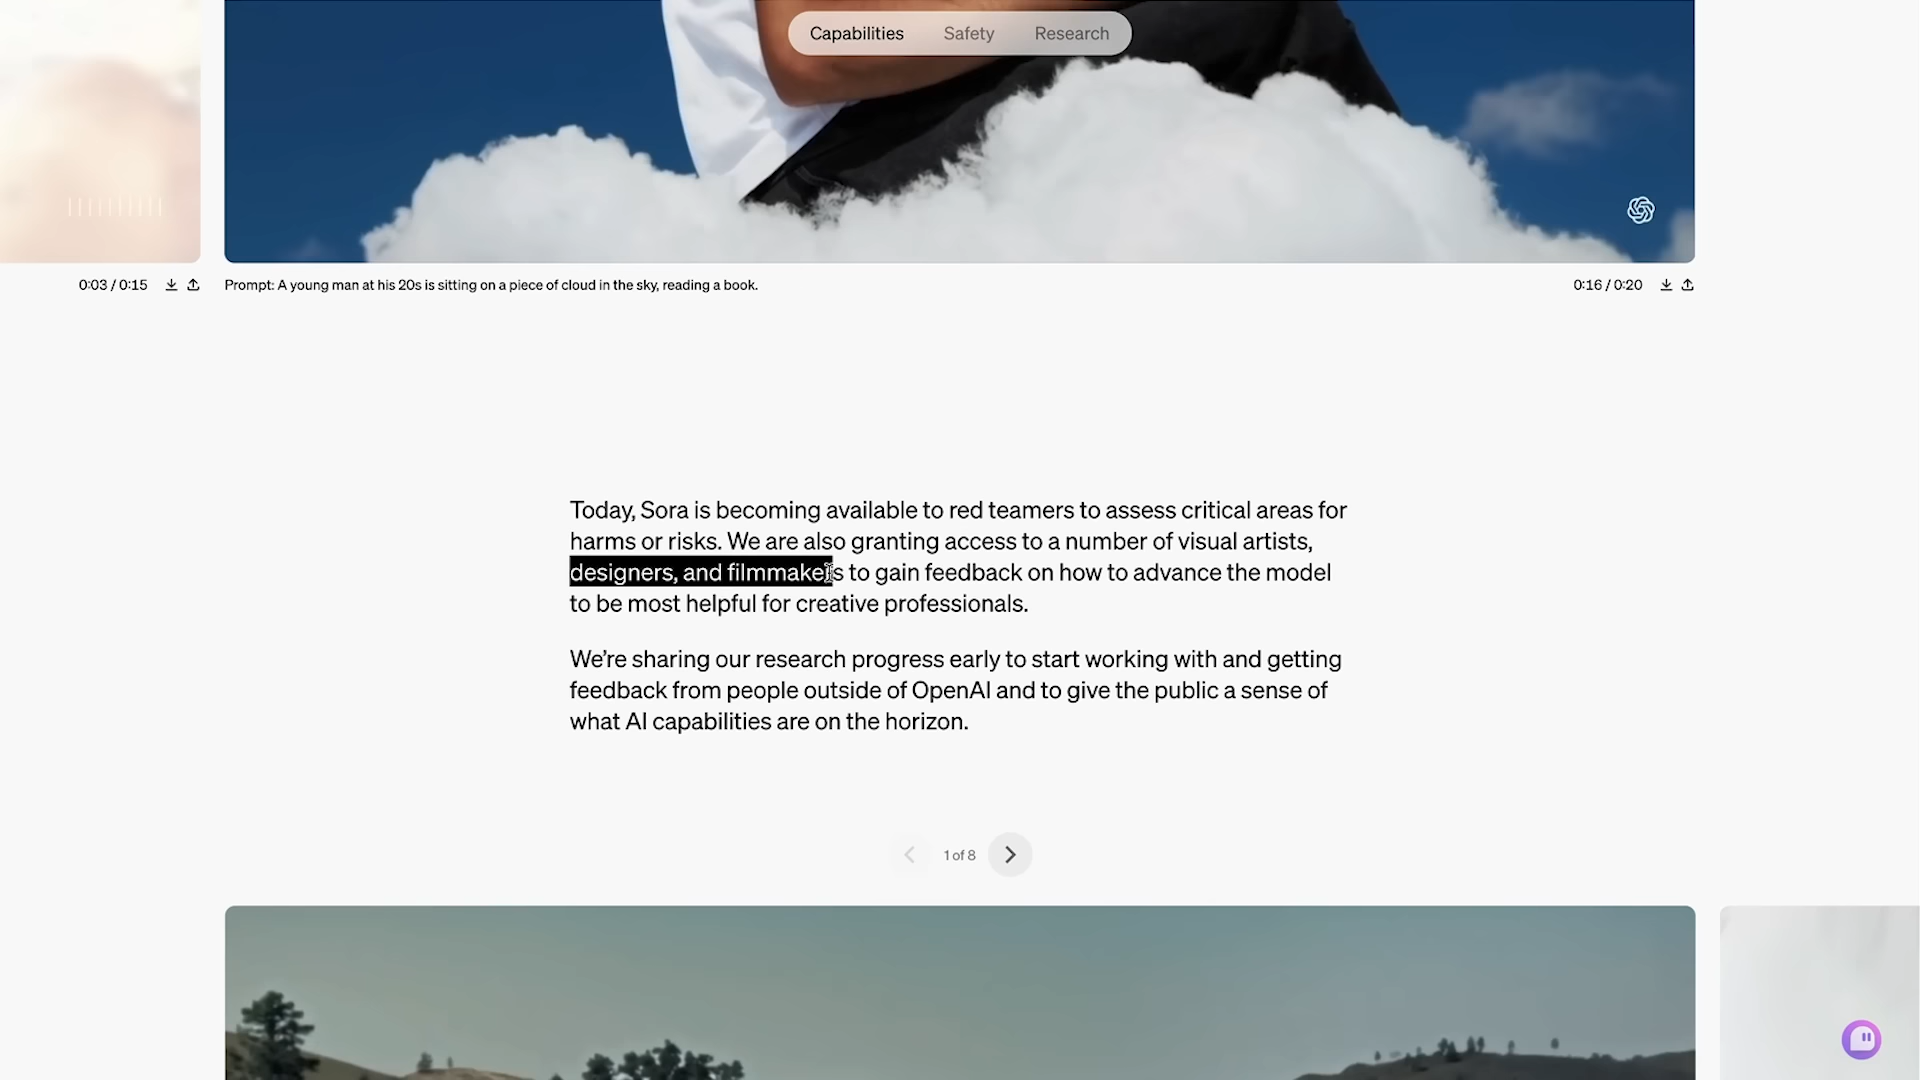 Capabilities Safety Research
0:03 / 0:15
Prompt: A young man at his 20s is sitting on a piece of cloud in the sky, reading a book.
0:16 / 0:20
Today, Sora is becoming available to red teamers to assess critical areas for
harms or risks. We are also granting access to a number of visual artists,
designers, and filmmakers to gain feedback on how to advance the model
to be most helpful for creative professionals.
We’re sharing our research progress early to start working with and getting
feedback from people outside of OpenAI and to give the public a sense of
what AI capabilities are on the horizon.
1 of 8